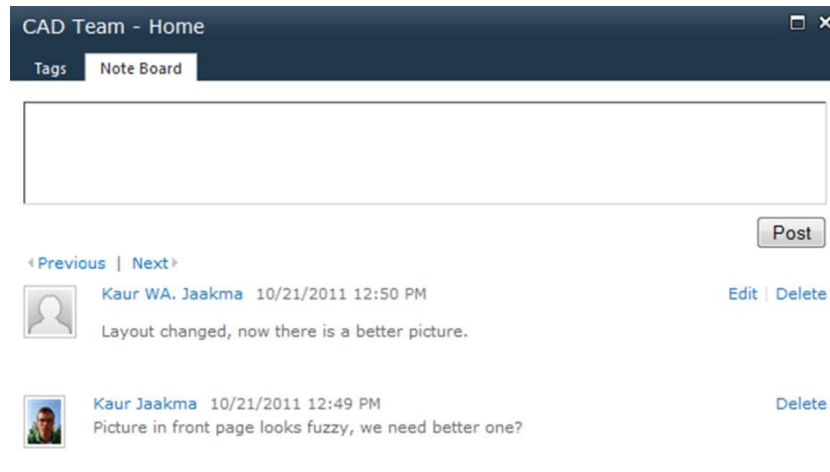 CAD Team - Home
Tags Note Board
Post
Previous | Next
Kaur WA. Jaakma 10/21/2011 12:50 PM Edit | Delete
Layout changed, now there is a better picture.
Kaur Jaakma 10/21/2011 12:49 PM Delete
Picture in front page looks fuzzy, we need better one?